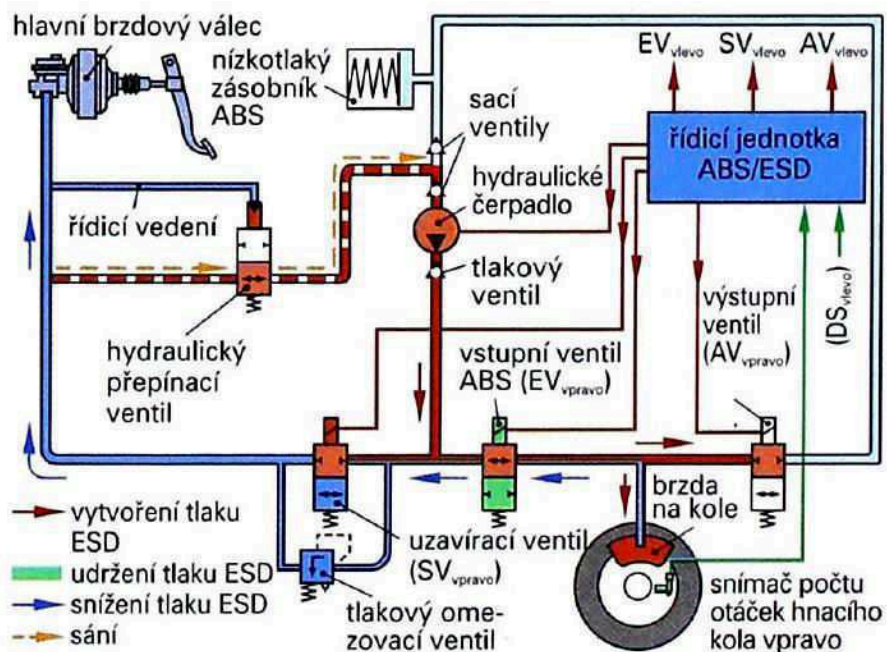 hlavní brzdový válec
nízkotlaký
zásobník
ABS
sací
ventily
EV vlevo
SV vlevo
AV vlevo
řídicí jednotka
ABS/ESD
hydraulické
čerpadlo
řídicí vedení
tlakový
ventil
hydraulický
přepínací
ventil
vstupní ventil
ABS (EV vpravo)
výstupní
ventil
(AV vpravo)
(DS vlevo)
vytvoření tlaku
ESD
udržení tlaku ESD
snížení tlaku ESD
sání
uzavírací ventil
(SV vpravo)
tlakový ome-
zovací ventil
brzda
na kole
snímač počtu
otáček hnacího
kola vpravo